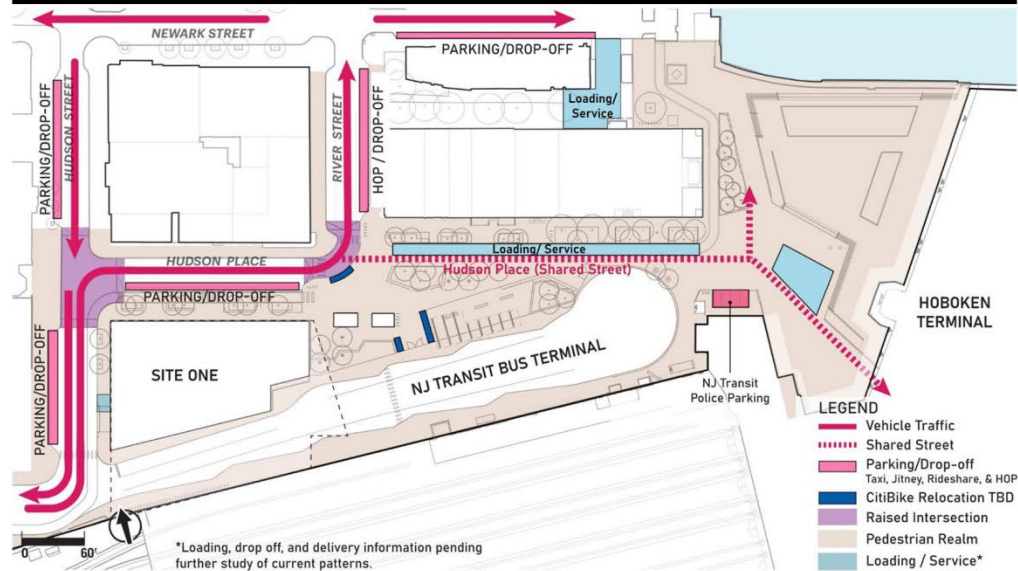 NEWARK STREET
PARKING/DROP-OFF
PARKING/DROP-OFF
HUDSON STREET
RIVER STREET
HOP / DROP-OFF
Loading/
Service
Loading/ Service
HUDSON PLACE
Hudson Place (Shared Street)
PARKING/DROP-OFF
PARKING/DROP-OFF
SITE ONE
NJ TRANSIT BUS TERMINAL
NJ Transit
Police Parking
HOBOKEN
TERMINAL
LEGEND
Vehicle Traffic
Shared Street
Parking/Drop-off
Taxi, Jitney, Rideshare, & HOP
CitiBike Relocation TBD
Raised Intersection
Pedestrian Realm
Loading / Service*
0 60'
*Loading, drop off, and delivery information pending
further study of current patterns.